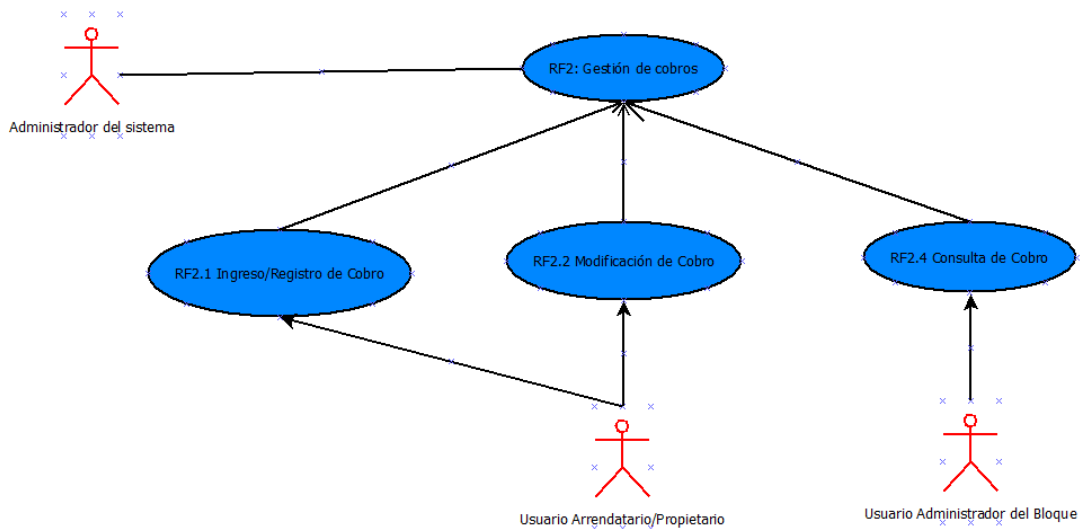 RF2: Gestión de cobros
Administrador del sistema
RF2.1 Ingreso/Registro de Cobro
RF2.2 Modificación de Cobro
RF2.4 Consulta de Cobro
Usuario Arrendatario/Propietario
Usuario Administrador del Bloque